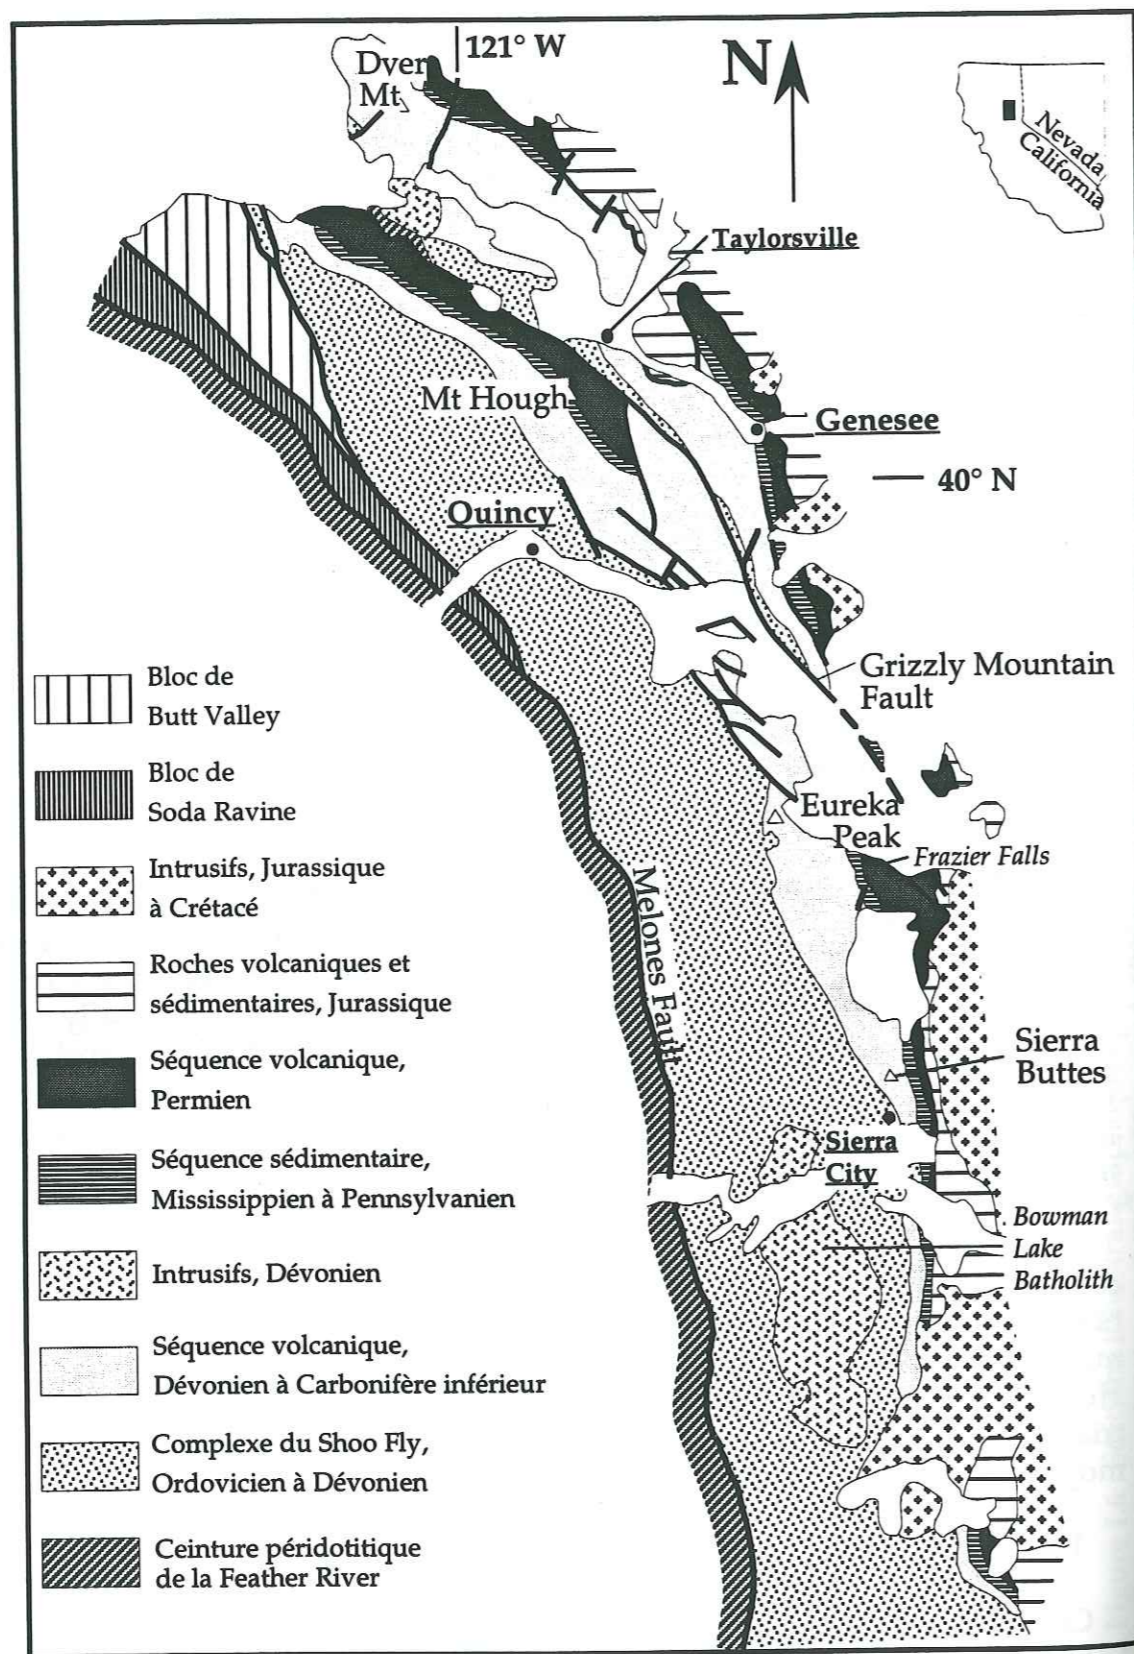 121° W
N
Dyer
Mt.
Nevada
California
Taylorsville
Mt Hough
Genesee
40° N
Quincy
Grizzly Mountain
Fault
Eureka
Peak
Frazier Falls
Melones Fault
Sierra
Buttes
Sierra
City
Bowman
Lake
Batholith
Bloc de
Butt Valley
Bloc de
Soda Ravine
Intrusifs, Jurassique
à Crétacé
Roches volcaniques et
sédimentaires, Jurassique
Séquence volcanique,
Permien
Séquence sédimentaire,
Mississippien à Pennsylvanien
Intrusifs, Dévonien
Séquence volcanique,
Dévonien à Carbonifère inférieur
Complexe du Shoo Fly,
Ordovicien à Dévonien
Ceinture péridotitique
de la Feather River